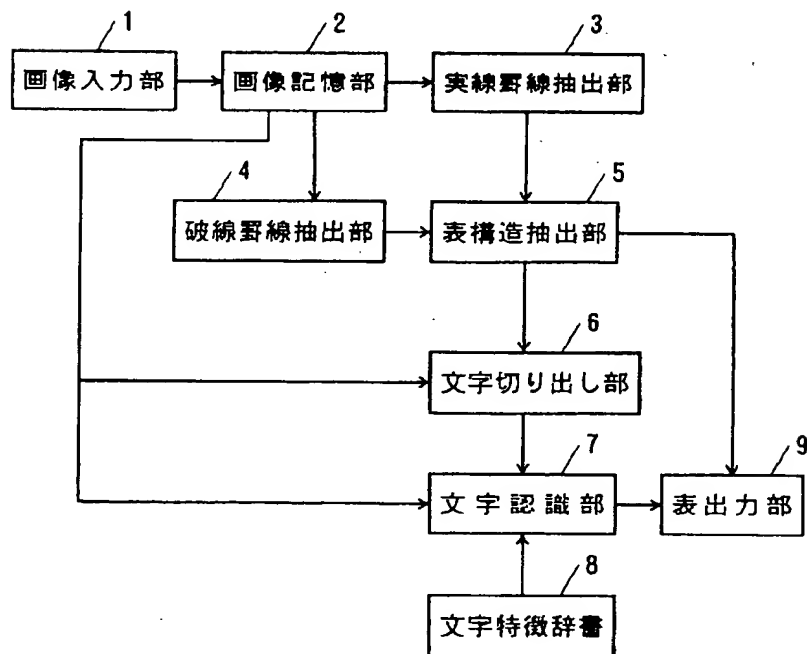 1
画像入力部
2
画像記憶部
3
実線罫線抽出部
4
破線罫線抽出部
5
表構造抽出部
6
文字切り出し部
7
文字認識部
9
表出力部
8
文字特徴辞書